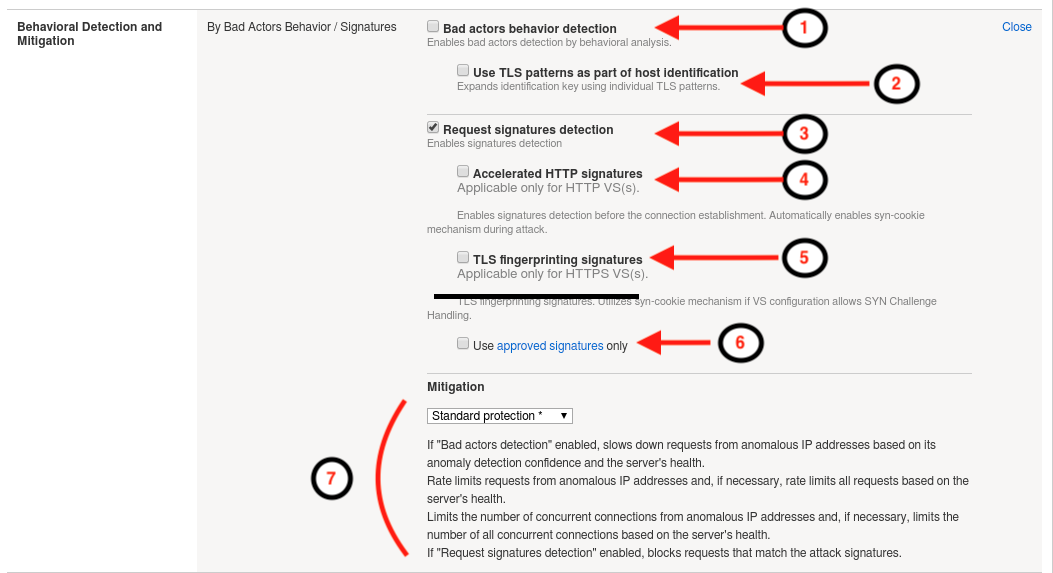 Behavioral Detection and
Mitigation
By Bad Actors Behavior / Signatures
Bad actors behavior detection
1
Close
Enables bad actors detection by behavioral analysis.
Use TLS patterns as part of host identification
2
Expands identification key using individual TLS patterns.
Request signatures detection
3
Enables signatures detection
Accelerated HTTP signatures
4
Applicable only for HTTP VS(s).
Enables signatures detection before the connection establishment. Automatically enables syn-cookie
mechanism during attack.
TLS fingerprinting signatures
5
Applicable only for HTTPS VS(s).
TLS fingerprinting signatures. Utilizes syn-cookie mechanism if VS configuration allows SYN Challenge
Handling.
Use approved signatures only
6
Mitigation
Standard protection *
7
If "Bad actors detection" enabled, slows down requests from anomalous IP addresses based on its
anomaly detection confidence and the server's health.
Rate limits requests from anomalous IP addresses and, if necessary, rate limits all requests based on the
server's health.
Limits the number of concurrent connections from anomalous IP addresses and, if necessary, limits the
number of all concurrent connections based on the server's health.
If "Request signatures detection" enabled, blocks requests that match the attack signatures.